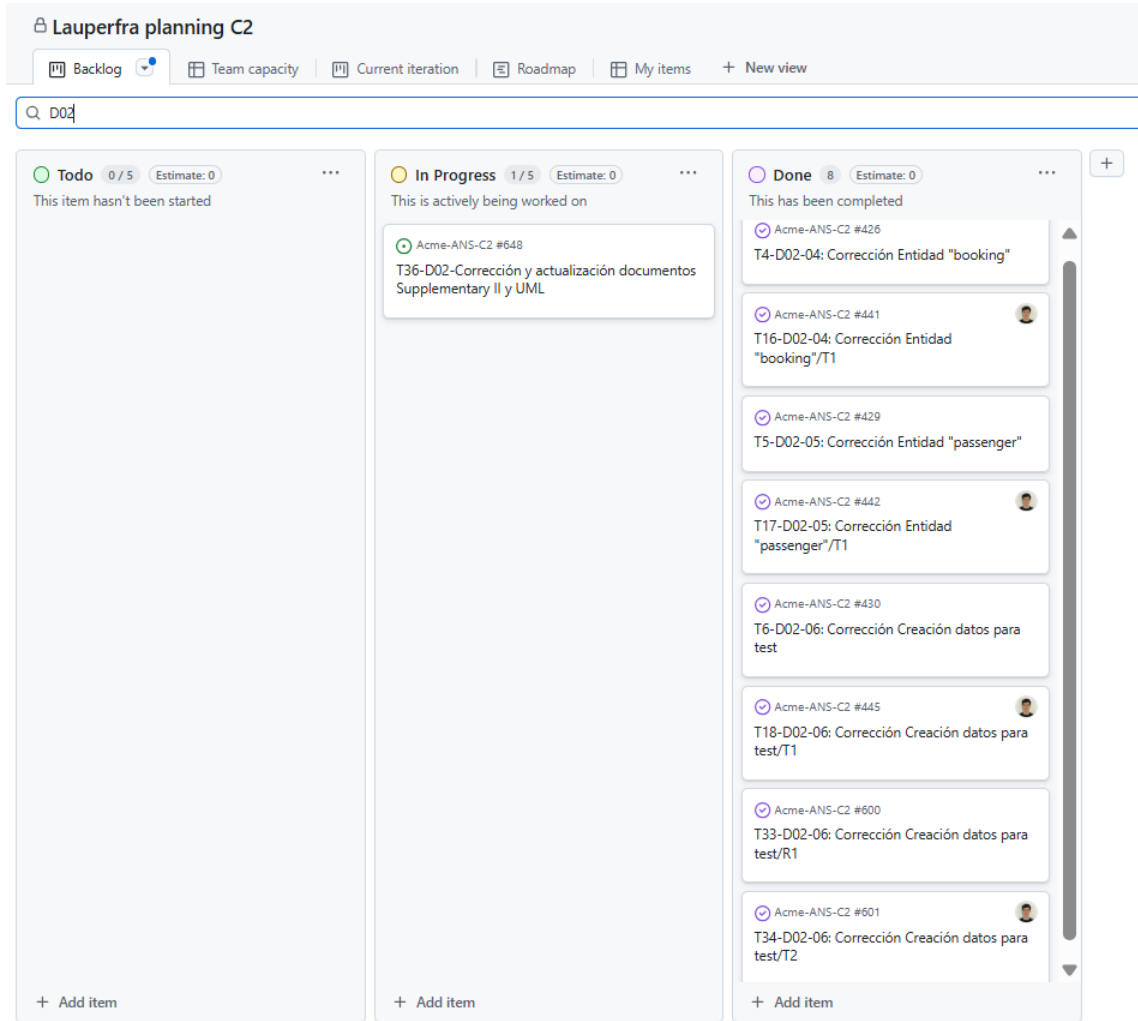 Lauperfra planning C2
Backlog
Team capacity
Current iteration
Roadmap
My items
+ New view
D02
Todo 0 / 5 Estimate: 0 ...
This item hasn't been started
+ Add item
In Progress 1 / 5 Estimate: 0 ...
This is actively being worked on
Acme-ANS-C2 #648
T36-D02-Corrección y actualización documentos
Supplementary II y UML
+ Add item
Done 8 Estimate: 0 ...
This has been completed
Acme-ANS-C2 #426
T4-D02-04: Corrección Entidad "booking"
Acme-ANS-C2 #441
T16-D02-04: Corrección Entidad
"booking"/T1
Acme-ANS-C2 #429
T5-D02-05: Corrección Entidad "passenger"
Acme-ANS-C2 #442
T17-D02-05: Corrección Entidad
"passenger"/T1
Acme-ANS-C2 #430
T6-D02-06: Corrección Creación datos para
test
Acme-ANS-C2 #445
T18-D02-06: Corrección Creación datos para
test/T1
Acme-ANS-C2 #600
T33-D02-06: Corrección Creación datos para
test/R1
Acme-ANS-C2 #601
T34-D02-06: Corrección Creación datos para
test/T2
+ Add item
+